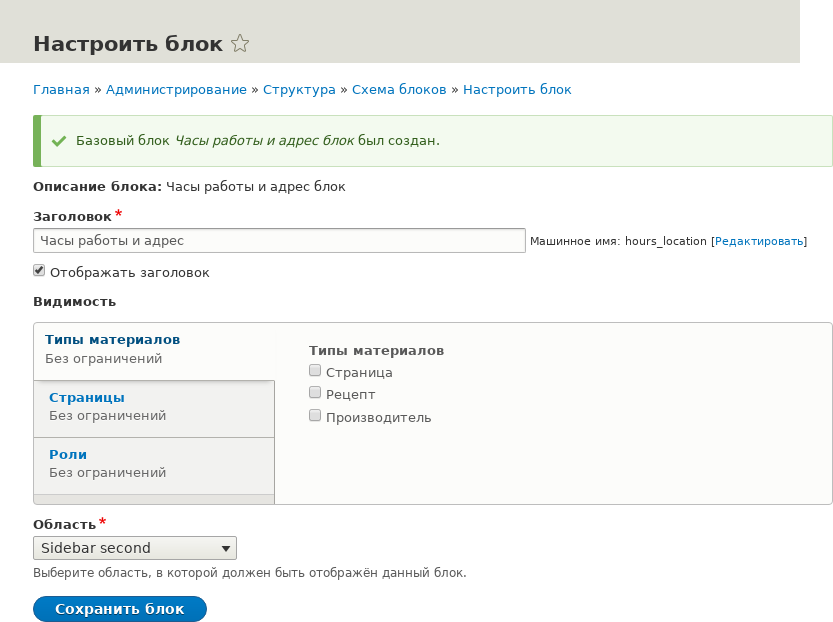 Настроить блок
Главная » Администрирование » Структура » Схема блоков » Настроить блок
Базовый блок Часы работы и адрес блок был создан.
Описание блока: Часы работы и адрес блок
Заголовок*
Часы работы и адрес
Машинное имя: hours_location [Редактировать]
Отображать заголовок
Видимость
Типы материалов
Без ограничений
Страницы
Без ограничений
Роли
Без ограничений
Типы материалов
Страница
Рецепт
Производитель
Область*
Sidebar second
Выберите область, в которой должен быть отображён данный блок.
Сохранить блок